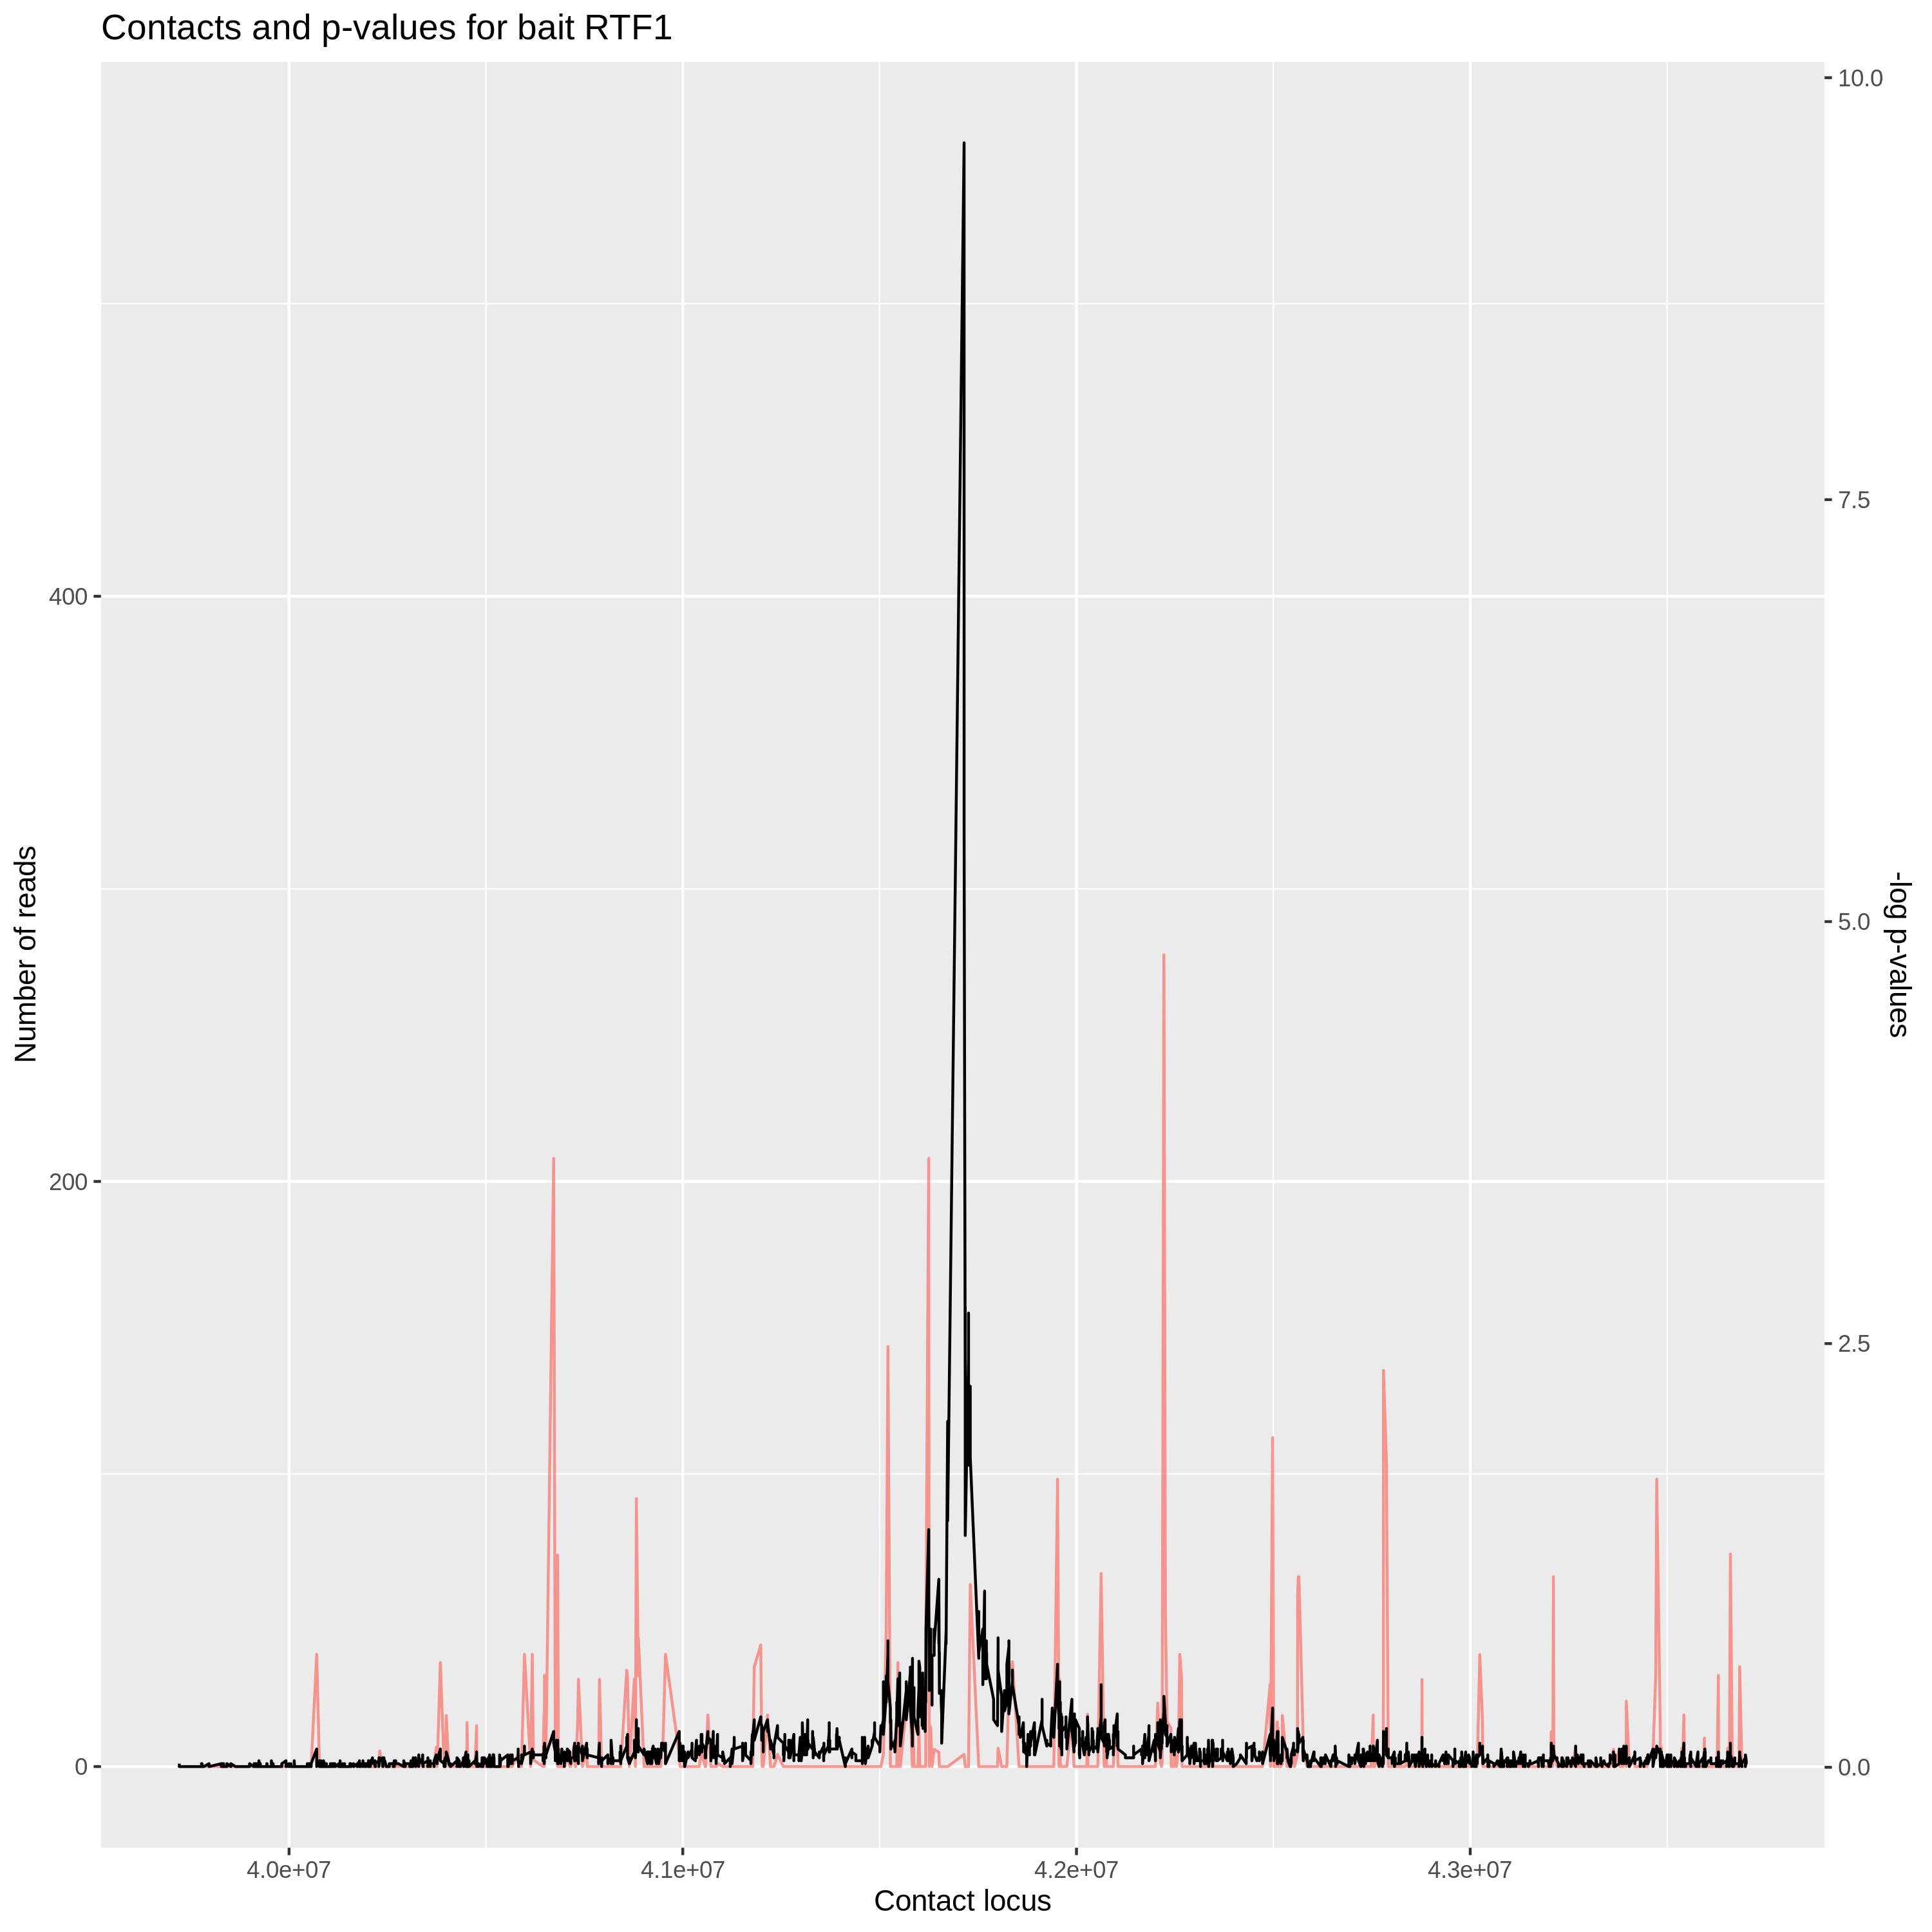 Contacts and p-values for bait RTF1
10.0
7.5
400
5.0
Number of reads
-log p-values
200
2.5
0
0.0
4.0e+07 4.1e+07 4.2e+07 4.3e+07
Contact locus